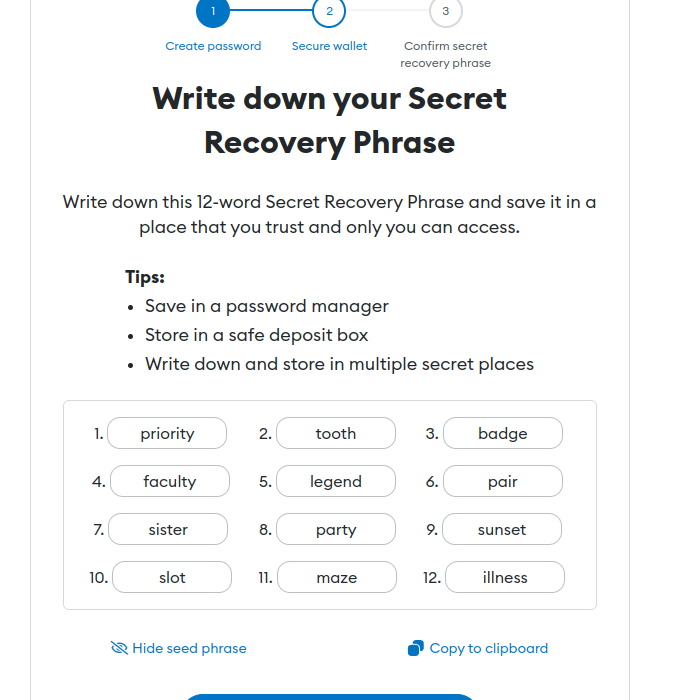 1 2 3
Create password Secure wallet Confirm secret
recovery phrase
Write down your Secret
Recovery Phrase
Write down this 12-word Secret Recovery Phrase and save it in a
place that you trust and only you can access.
Tips:
• Save in a password manager
• Store in a safe deposit box
• Write down and store in multiple secret places
1. priority 2. tooth 3. badge
4. faculty 5. legend 6. pair
7. sister 8. party 9. sunset
10. slot 11. maze 12. illness
Hide seed phrase Copy to clipboard